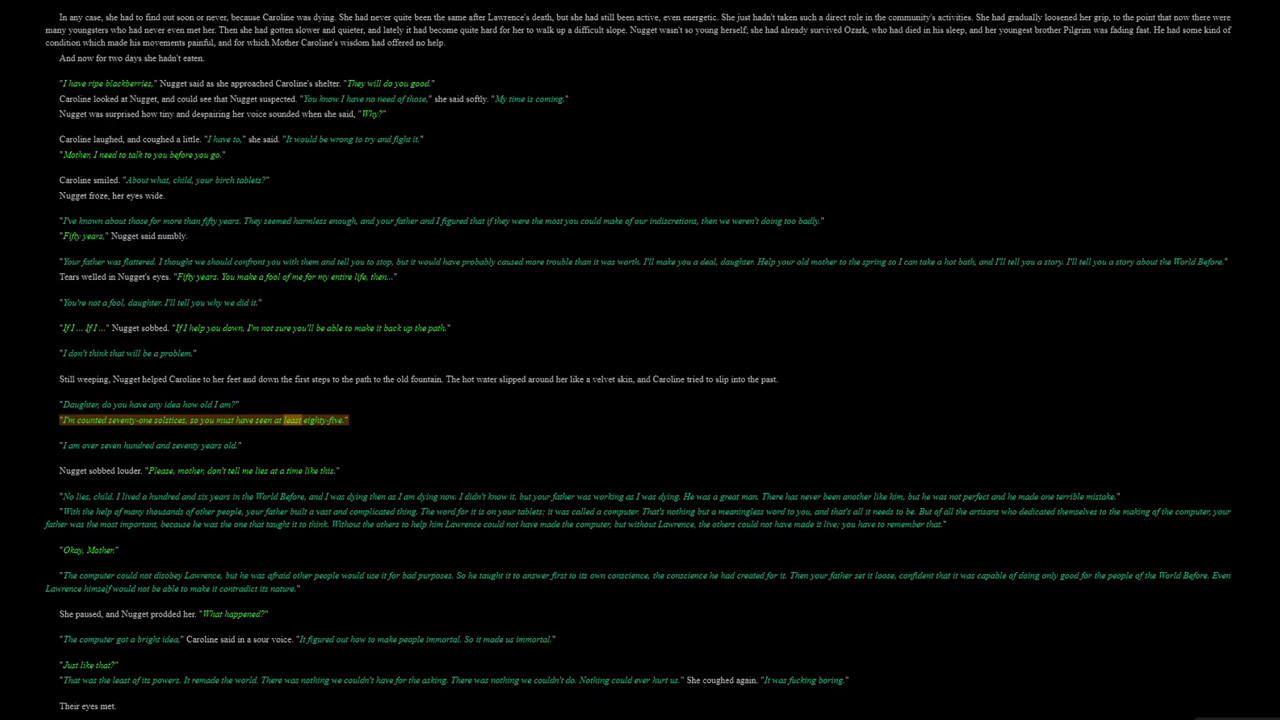 In any case, she had to find out soon or never, because Caroline was dying. She had never quite been the same after Lawrence's death, but she had still been active, even energetic. She just hadn't taken such a direct role in the community's activities. She had gradually loosened her grip, to the point that now there were
many youngsters who had never even met her. Then she had gotten slower and quieter, and lately it had become quite hard for her to walk up a difficult slope. Nugget wasn't so young herself; she had already survived Ozark, who had died in his sleep, and her youngest brother Pilgrim was fading fast. He had some kind of
condition which made his movements painful, and for which Mother Caroline's wisdom had offered no help.
And now for two days she hadn't eaten.
"I have ripe blackberries," Nugget said as she approached Caroline's shelter. "They will do you good."
Caroline looked at Nugget, and could see that Nugget suspected. "You know I have no need of those," she said softly. "My time is coming."
Nugget was surprised how tiny and despairing her voice sounded when she said, "Why?"
Caroline laughed, and coughed a little. "I have to," she said. "It would be wrong to try and fight it."
"Mother, I need to talk to you before you go."
Caroline smiled. "About what, child, your birch tablets?"
Nugget froze, her eyes wide.
"I've known about those for more than fifty years. They seemed harmless enough, and your father and I figured that if they were the most you could make of our indiscretions, then we weren't doing too badly."
"Fifty years," Nugget said numbly.
"Your father was flattered. I thought we should confront you with them and tell you to stop, but it would have probably caused more trouble than it was worth. I'll make you a deal, daughter. Help your old mother to the spring so I can take a hot bath, and I'll tell you a story. I'll tell you a story about the World Before."
Tears welled in Nugget's eyes. "Fifty years. You make a fool of me for my entire life, then..."
"You're not a fool, daughter. I'll tell you why we did it."
"If I ... If I ..." Nugget sobbed. "If I help you down, I'm not sure you'll be able to make it back up the path."
"I don't think that will be a problem."
Still weeping, Nugget helped Caroline to her feet and down the first steps to the path to the old fountain. The hot water slipped around her like a velvet skin, and Caroline tried to slip into the past.
"Daughter, do you have any idea how old I am?"
"I'm counted seventy-one solstices, so you must have seen at least eighty-five."
"I am over seven hundred and seventy years old."
Nugget sobbed louder. "Please, mother, don't tell me lies at a time like this."
"No lies, child. I lived a hundred and six years in the World Before, and I was dying then as I am dying now. I didn't know it, but your father was working as I was dying. He was a great man. There has never been another like him, but he was not perfect and he made one terrible mistake."
"With the help of many thousands of other people, your father built a vast and complicated thing. The word for it is on your tablets; it was called a computer. That's nothing but a meaningless word to you, and that's all it needs to be. But of all the artisans who dedicated themselves to the making of the computer, your
father was the most important, because he was the one that taught it to think. Without the others to help him Lawrence could not have made the computer, but without Lawrence, the others could not have made it live; you have to remember that."
"Okay, Mother."
"The computer could not disobey Lawrence, but he was afraid other people would use it for bad purposes. So he taught it to answer first to its own conscience, the conscience he had created for it. Then your father set it loose, confident that it was capable of doing only good for the people of the World Before. Even
Lawrence himself would not be able to make it contradict its nature."
She paused, and Nugget prodded her. "What happened?"
"The computer got a bright idea," Caroline said in a sour voice. "It figured out how to make people immortal. So it made us immortal."
"Just like that?"
"That was the least of its powers. It remade the world. There was nothing we couldn't have for the asking. There was nothing we couldn't do. Nothing could ever hurt us." She coughed again. "It was fucking boring."
Their eyes met.